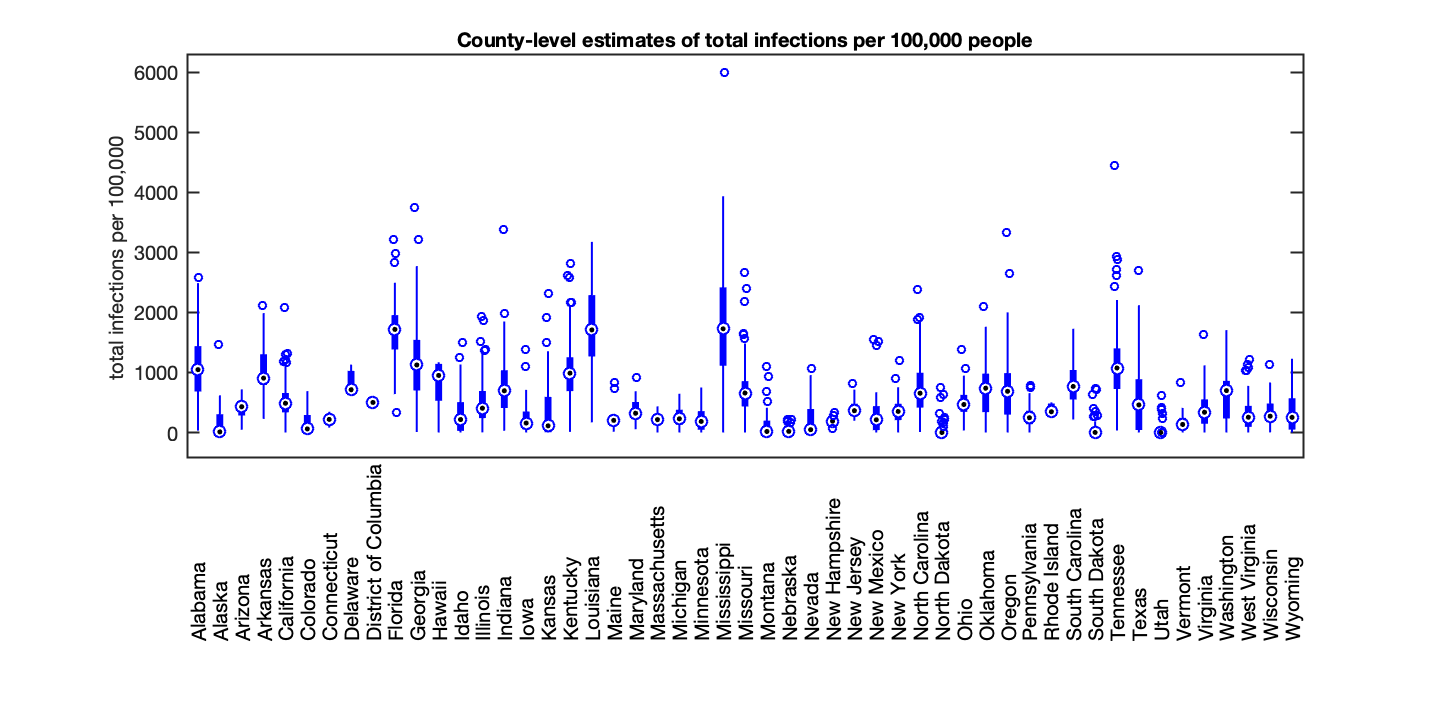 County-level estimates of total infections per 100,000 people
total infections per 100,000
6000
5000
4000
3000
2000
1000
0
Alabama
Alaska
Arizona
Arkansas
California
Colorado
Connecticut
Delaware
District of Columbia
Florida
Georgia
Hawaii
Idaho
Illinois
Indiana
Iowa
Kansas
Kentucky
Louisiana
Maine
Maryland
Massachusetts
Michigan
Minnesota
Mississippi
Missouri
Montana
Nebraska
Nevada
New Hampshire
New Jersey
New Mexico
New York
North Carolina
North Dakota
Ohio
Oklahoma
Oregon
Pennsylvania
Rhode Island
South Carolina
South Dakota
Tennessee
Texas
Utah
Vermont
Virginia
Washington
West Virginia
Wisconsin
Wyoming